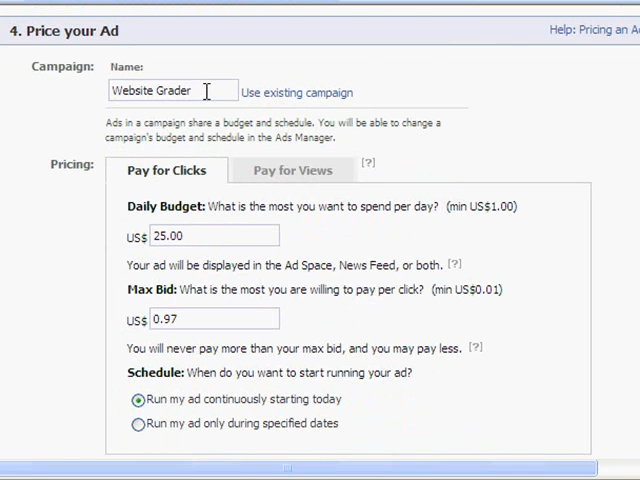 4. Price your Ad
Help: Pricing an A
Campaign: Name:
Website Grader Use existing campaign
Ads in a campaign share a budget and schedule. You will be able to change a
campaign's budget and schedule in the Ads Manager.
Pricing: Pay for Clicks Pay for Views [?]
Daily Budget: What is the most you want to spend per day? (min US$1.00)
US$ 25.00
Your ad will be displayed in the Ad Space, News Feed, or both. [?]
Max Bid: What is the most you are willing to pay per click? (min US$0.01)
US$ 0.97
You will never pay more than your max bid, and you may pay less. [?]
Schedule: When do you want to start running your ad?
Run my ad continuously starting today
Run my ad only during specified dates